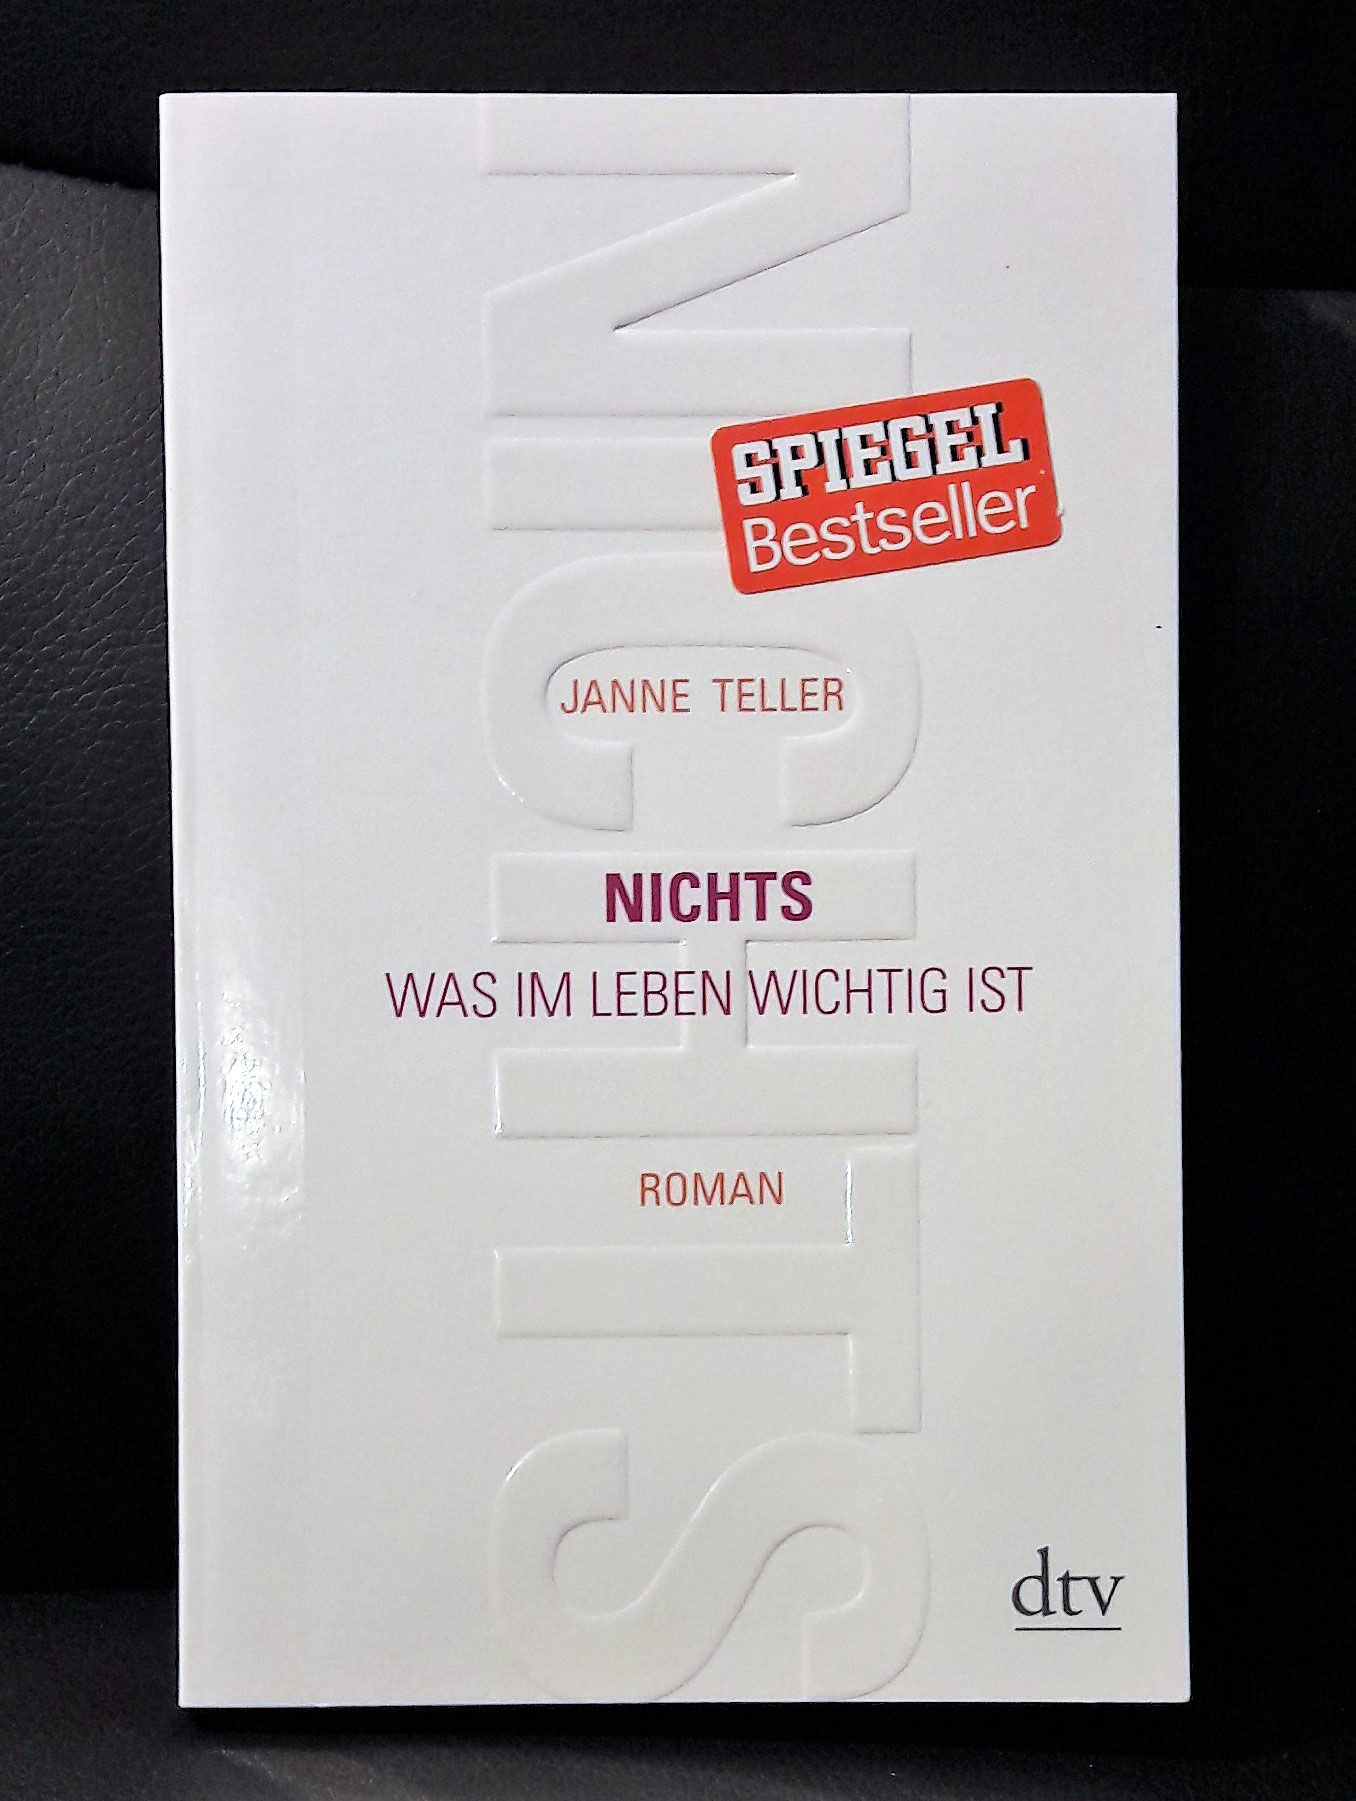 SPIEGEL
Bestseller
JANNE TELLER
NICHTS
WAS IM LEBEN WICHTIG IST
ROMAN
dtv
NICHTS